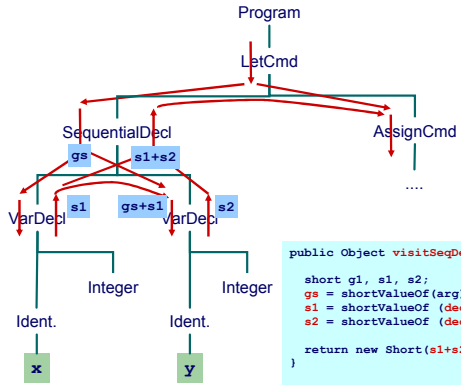 Program
LetCmd
SequentialDecl
AssignCmd
gs
s1+s2
....
s1
gs+s1
s2
VarDecl
VarDecl
Integer
Integer
Ident.
Ident.
x
y
public Object visitSeqDe
short g1, s1, s2;
gs = shortValueOf(arg)
s1 = shortValueOf (dec
s2 = shortValueOf (dec
return new Short(s1+s2
}